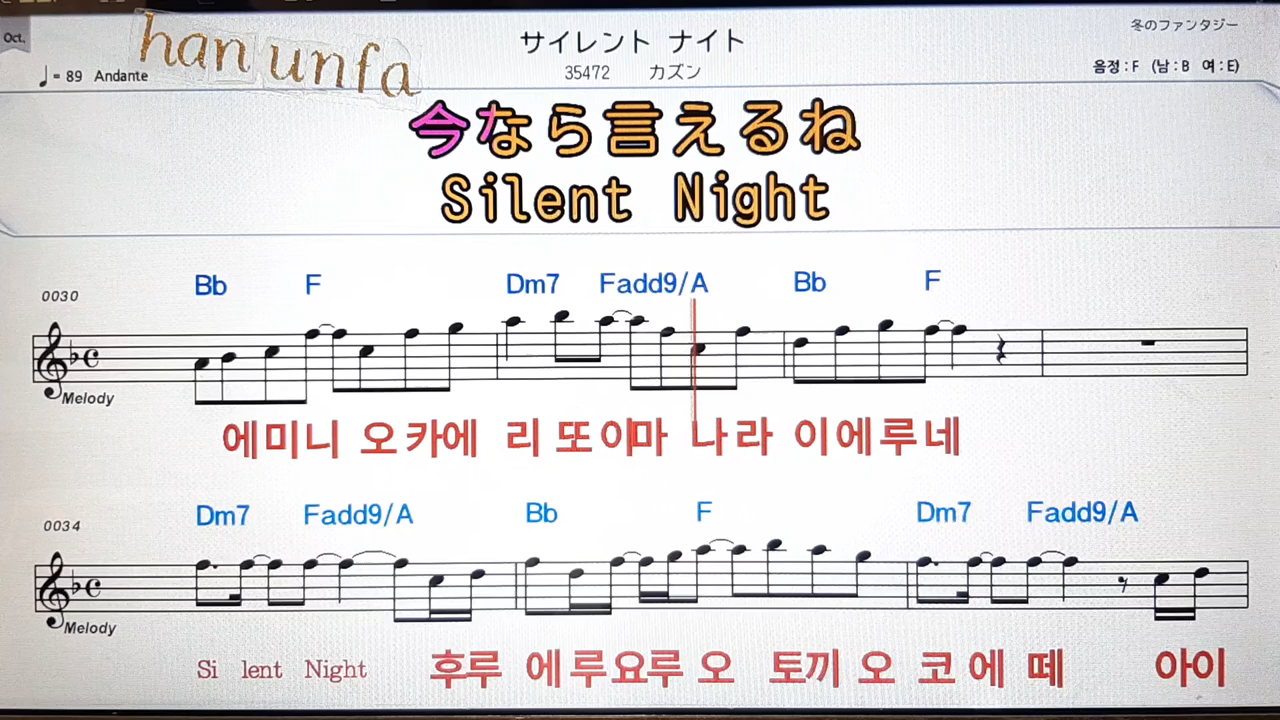 Oct.
han unfa
サイレント ナイト
冬のファンタジー
♩= 89 Andante
35472 カズン
음정 : F (남 : B 여 : E)
今なら言えるね
Silent Night
Bb F Dm7 Fadd9/A Bb F
0030
Melody
에미니 오카에 리 또이마 나라 이에루네
Dm7 Fadd9/A Bb F Dm7 Fadd9/A
0034
Melody
Si lent Night 후루 에루요루 오 토끼 오 코에 떼 아이